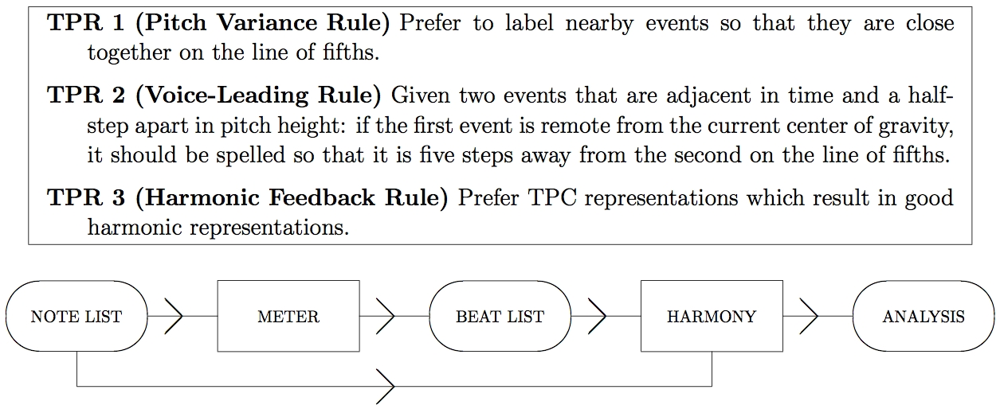 TPR 1 (Pitch Variance Rule) Prefer to label nearby events so that they are close
together on the line of fifths.
TPR 2 (Voice-Leading Rule) Given two events that are adjacent in time and a half-
step apart in pitch height: if the first event is remote from the current center of gravity,
it should be spelled so that it is five steps away from the second on the line of fifths.
TPR 3 (Harmonic Feedback Rule) Prefer TPC representations which result in good
harmonic representations.
NOTE LIST
METER
BEAT LIST
HARMONY
ANALYSIS